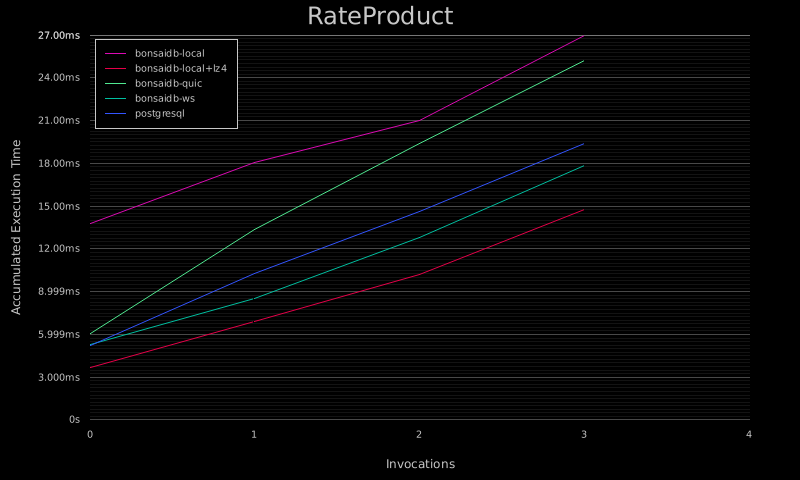 RateProduct
27.00ms
24.00ms
21.00ms
18.00ms
15.00ms
12.00ms
8.999ms
5.999ms
3.000ms
0s
Accumulated Execution Time
bonsaidb-local
bonsaidb-local+lz4
bonsaidb-quic
bonsaidb-ws
postgresql
0 1 2 3 4
Invocations